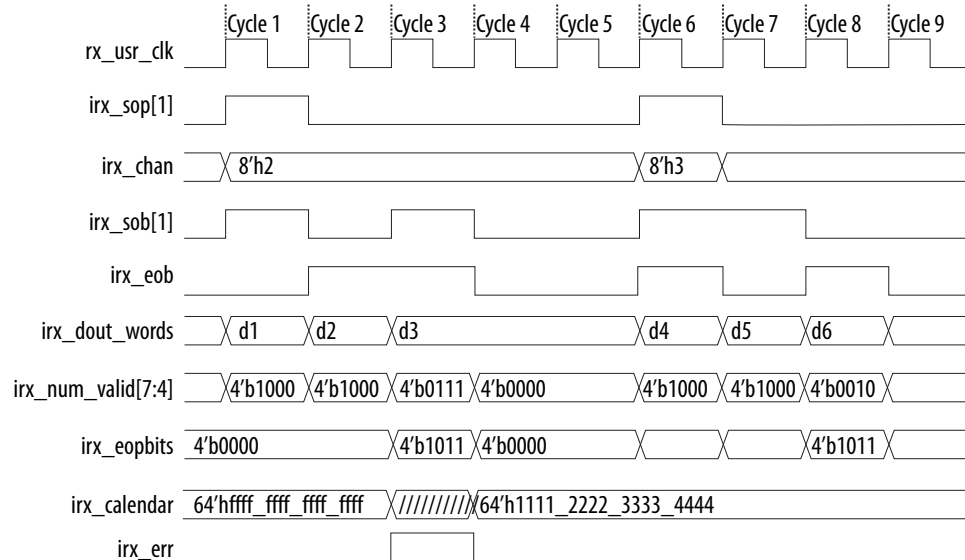 Cycle 1 Cycle 2 Cycle 3 Cycle 4 Cycle 5 Cycle 6 Cycle 7 Cycle 8 Cycle 9
rx_usr_clk
irx_sop[1]
irx_chan 8’h2 8’h3
irx_sob[1]
irx_eob
irx_dout_words d1 d2 d3 d4 d5 d6
irx_num_valid[7:4] 4’b1000 4’b1000 4’b0111 4’b0000 4’b1000 4’b1000 4’b0010
irx_eopbits 4’b0000 4’b1011 4’b0000 4’b1011
irx_calendar 64’hffff_ffff_ffff_ffff 64’h1111_2222_3333_4444
irx_err